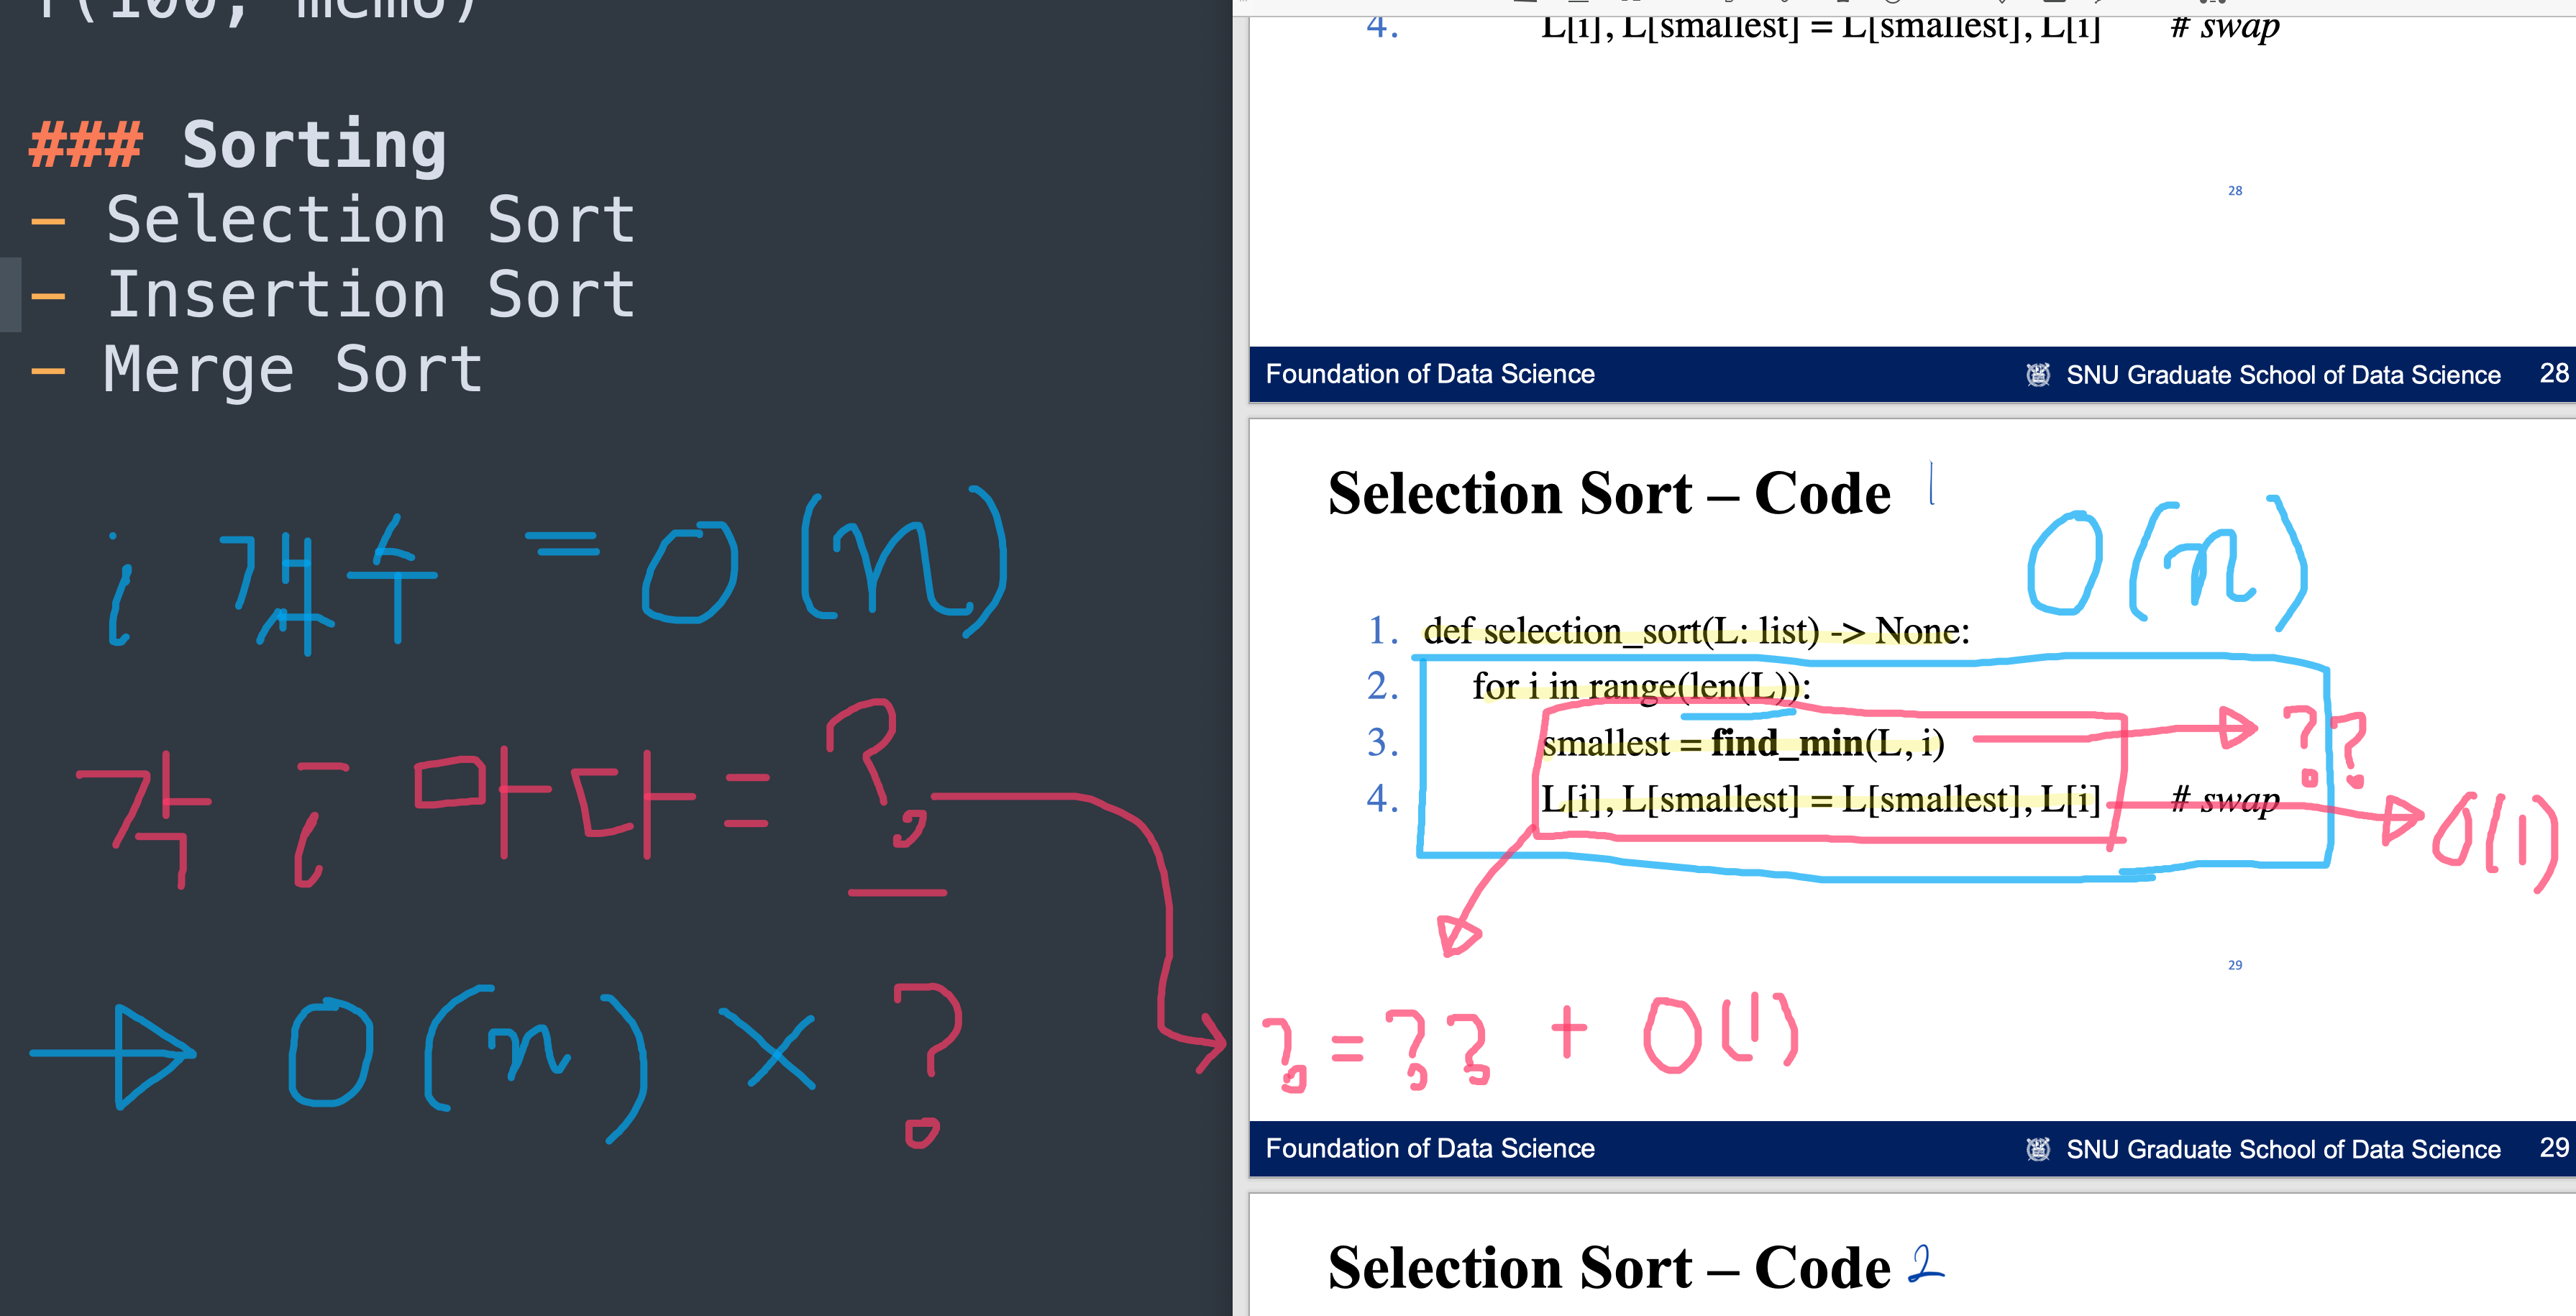 f(100, memo)
### Sorting
- Selection Sort
- Insertion Sort
- Merge Sort
i 개수 = O(n)
각 i 마다 = ?
→ O(n) × ?
4. L[i], L[smallest] = L[smallest], L[i] # swap
28
Foundation of Data Science SNU Graduate School of Data Science 28
Selection Sort – Code 1
O(n)
1. def selection_sort(L: list) -> None:
2. for i in range(len(L)):
3. smallest = find_min(L, i) → ??
4. L[i], L[smallest] = L[smallest], L[i] # swap → O(1)
29
? = ?? + O(1)
Foundation of Data Science SNU Graduate School of Data Science 29
Selection Sort – Code 2